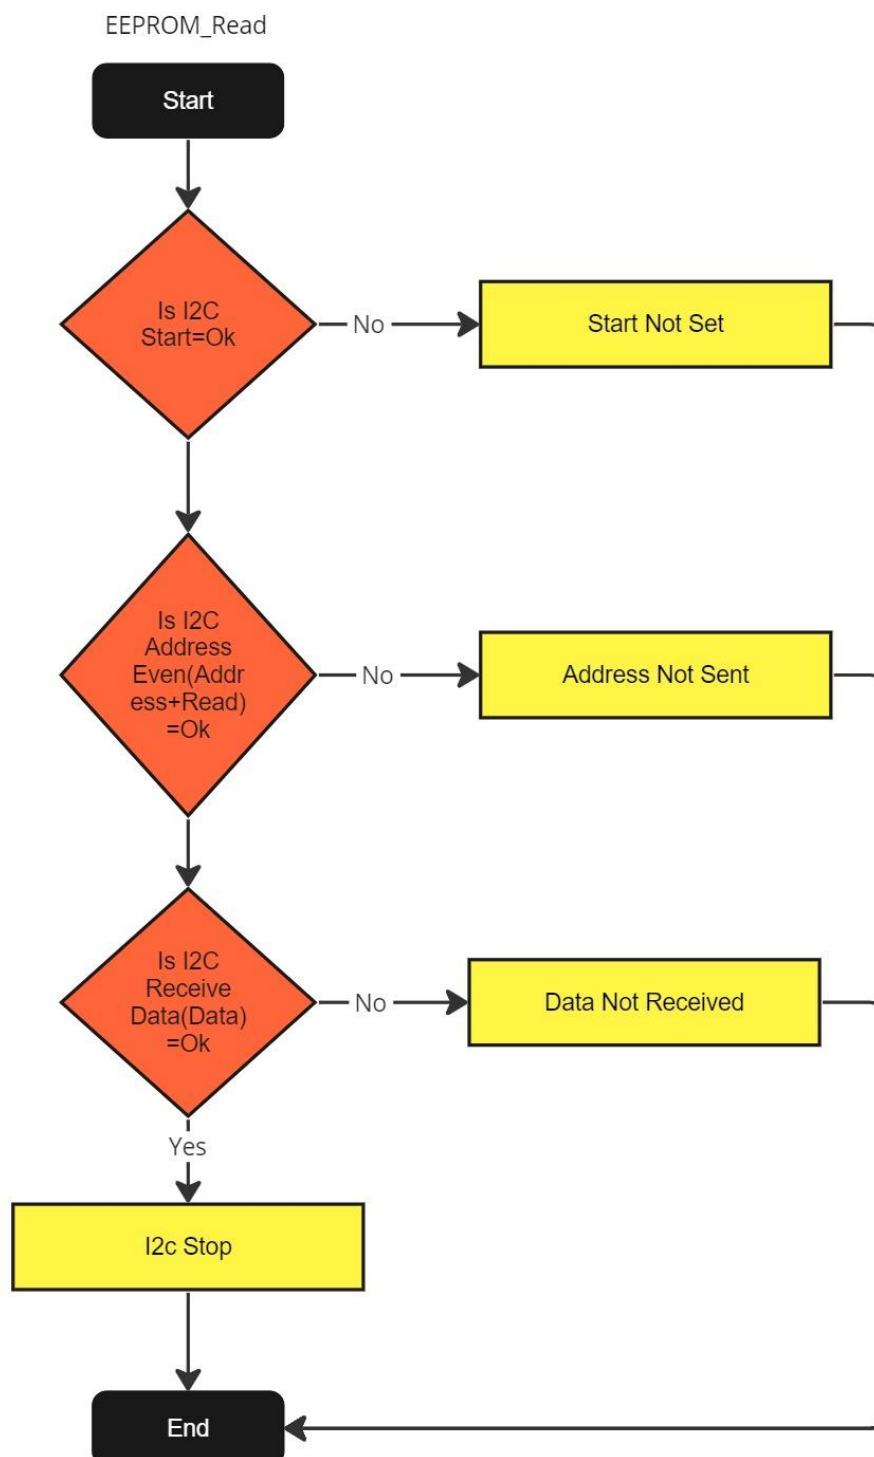 EEPROM_Read
Start
Is I2C
Start=Ok
No
Start Not Set
Is I2C
Address
Even(Addr
ess+Read)
=Ok
No
Address Not Sent
Is I2C
Receive
Data(Data)
=Ok
No
Data Not Received
Yes
I2c Stop
End